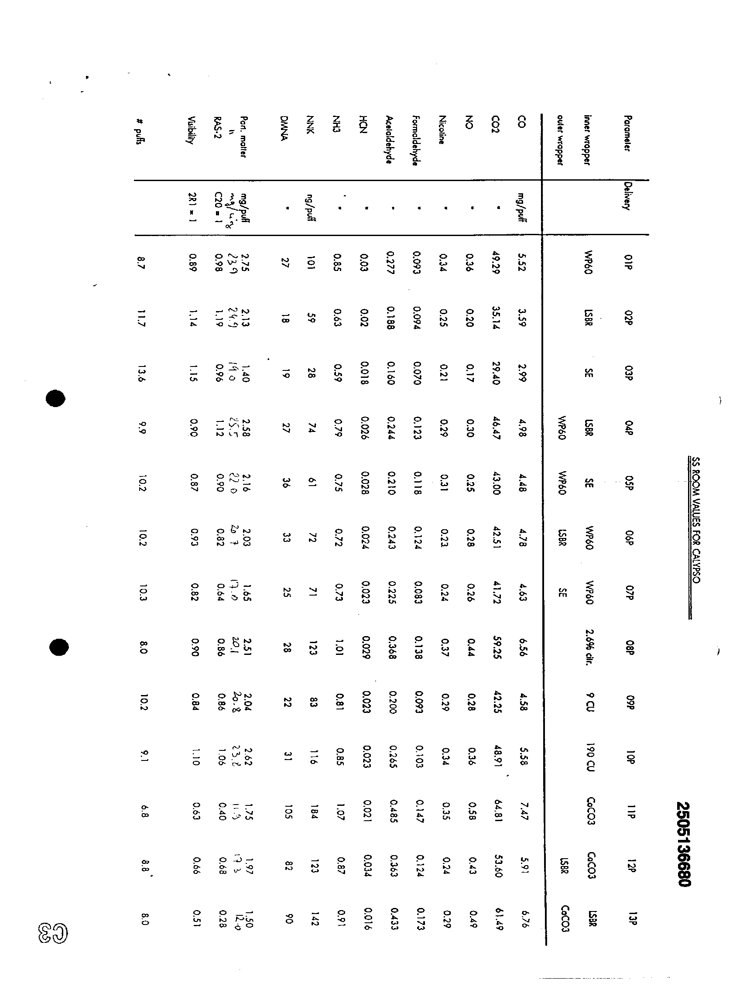 2505136680
SS ROOM VALUES FOR CALYPSO
Parameter Delivery 01P 02P 03P 04P 05P 06P 07P 08P 09P 10P 11P 12P 13P
inner wrapper WP60 LSBR SE LSBR SE WP60 WP60 2.6% cir. 9 CU 190 CU CaCO3 CaCO3 LSBR
outer wrapper WP60 WP60 LSBR SE LSBR CaCO3
CO mg/puff 5.52 3.59 2.99 4.98 4.48 4.78 4.63 6.56 4.58 5.58 7.47 5.91 6.76
CO2 " 49.29 35.14 29.40 46.47 43.00 42.51 41.72 59.25 42.25 48.91 64.81 53.60 61.49
NO " 0.36 0.20 0.17 0.30 0.25 0.28 0.26 0.44 0.28 0.36 0.58 0.43 0.49
Nicotine " 0.34 0.25 0.21 0.29 0.31 0.23 0.24 0.37 0.29 0.34 0.35 0.24 0.29
Formaldehyde " 0.093 0.094 0.070 0.123 0.118 0.124 0.083 0.138 0.093 0.103 0.147 0.124 0.173
Acetaldehyde " 0.277 0.188 0.160 0.244 0.210 0.243 0.225 0.368 0.200 0.265 0.485 0.363 0.433
HCN " 0.03 0.02 0.018 0.026 0.028 0.024 0.023 0.029 0.023 0.023 0.021 0.034 0.016
NH3 " 0.85 0.63 0.59 0.79 0.75 0.72 0.73 1.01 0.81 0.85 1.07 0.87 0.91
NNK ng/puff 101 59 28 74 61 72 71 123 83 116 184 123 142
DMNA " 27 18 19 27 36 33 25 28 22 31 105 82 90
Part. matter mg/puff 2.75 2.13 1.40 2.58 2.16 2.03 1.65 2.51 2.04 2.62 1.75 1.97 1.50
" mg/cig 23.9 24.9 19.0 25.5 22.0 20.7 17.0 20.1 20.8 23.8 11.9 17.3 12.0
RAS-2 C20 = 1 0.98 1.19 0.96 1.12 0.90 0.82 0.64 0.86 0.86 1.06 0.40 0.68 0.28
Visibility 2R1 = 1 0.89 1.14 1.15 0.90 0.87 0.93 0.82 0.90 0.84 1.10 0.63 0.66 0.51
# puffs 8.7 11.7 13.6 9.9 10.2 10.2 10.3 8.0 10.2 9.1 6.8 8.8 8.0
C3